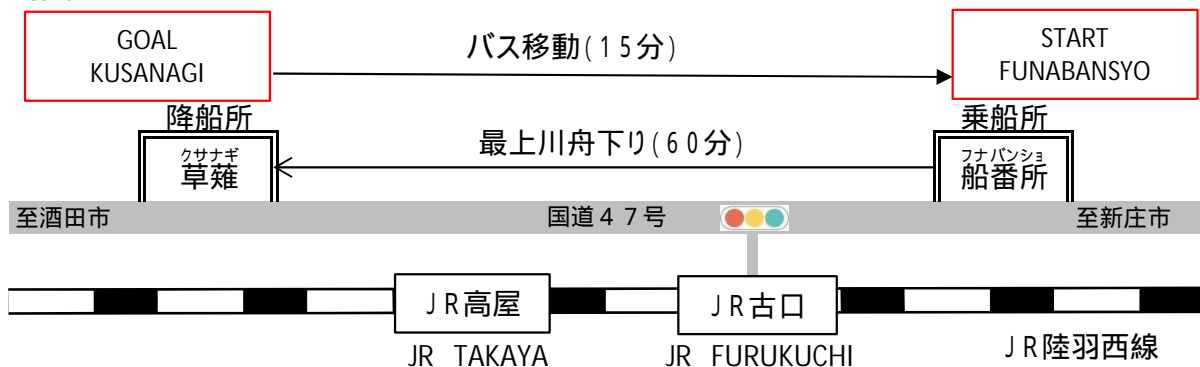 GOAL
KUSANAGI
バス移動(15分)
START
FUNABANSYO
降船所
乗船所
クサナギ
草薙
最上川舟下り(60分)
フナバンショ
船番所
至酒田市
国道47号
至新庄市
JR高屋
JR古口
JR TAKAYA
JR FURUKUCHI
JR陸羽西線